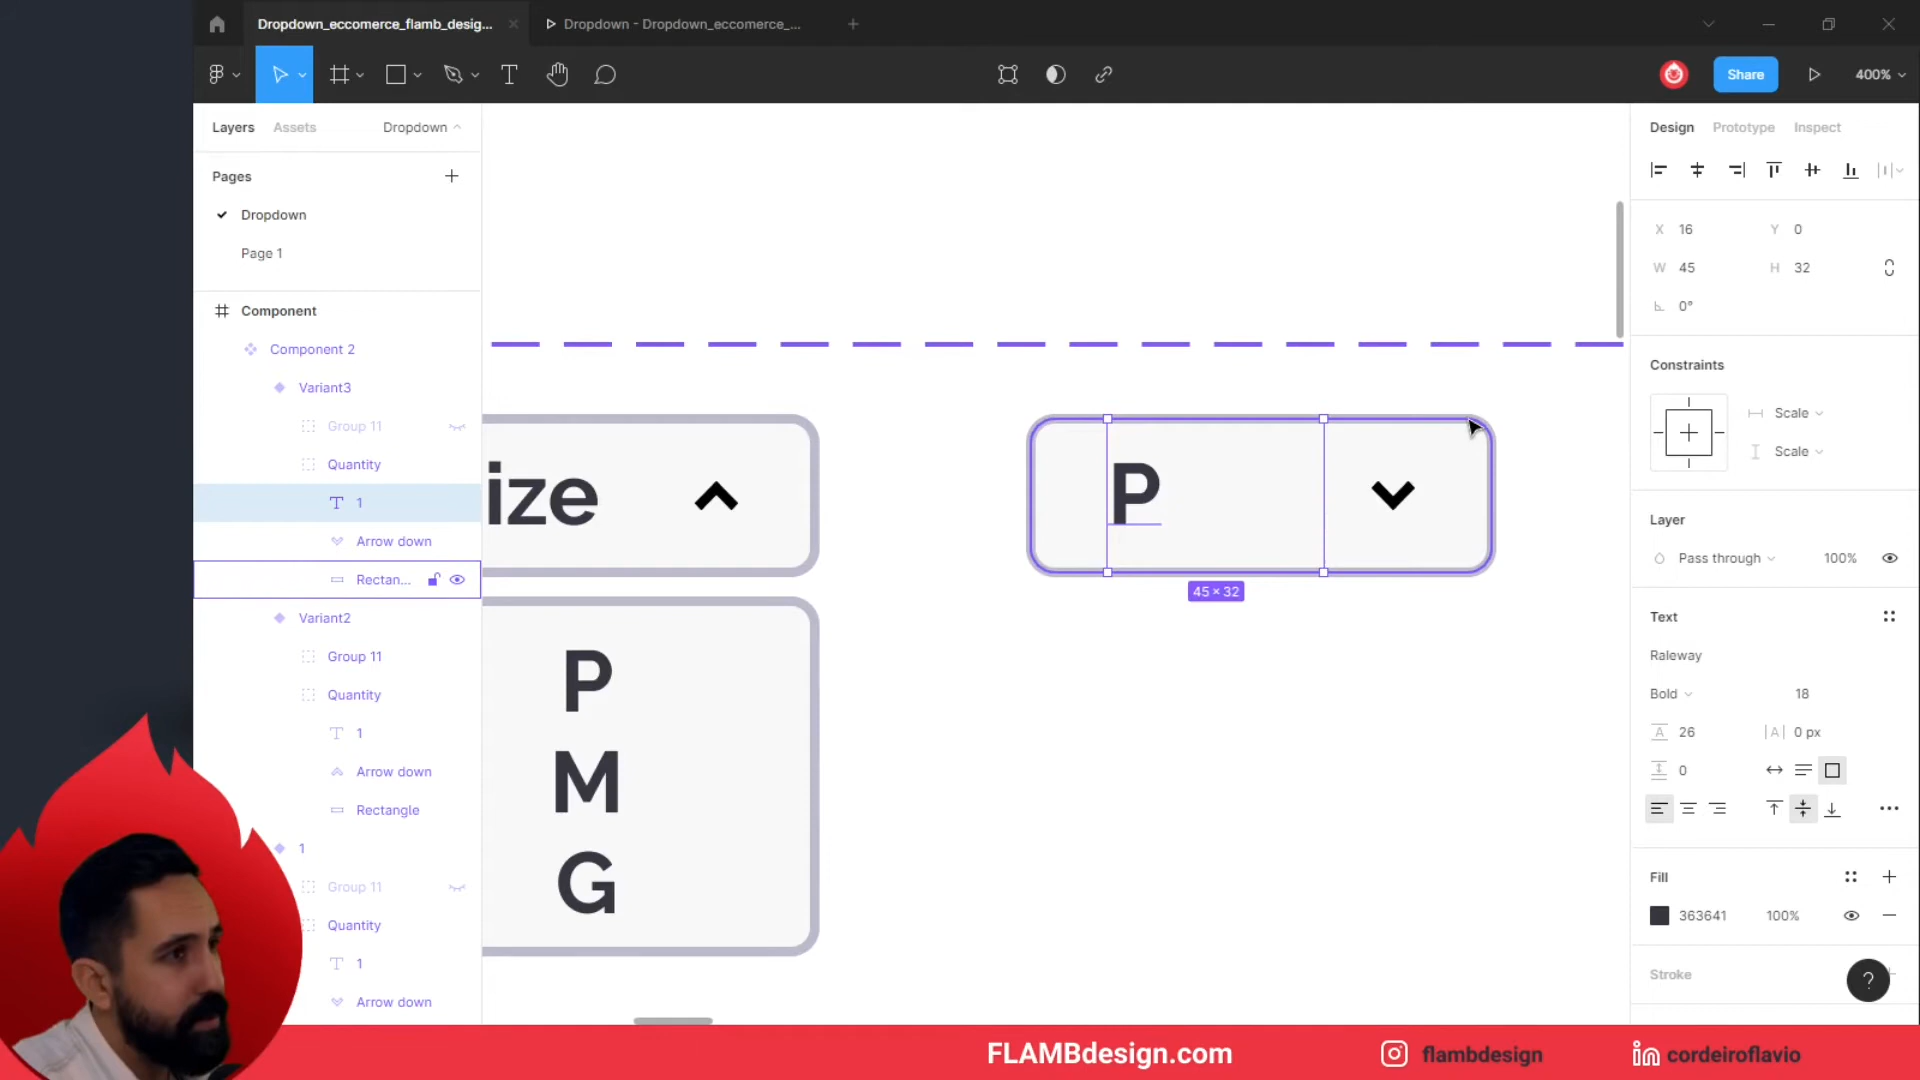 Dropdown_eccomerce_flamb_desig...
Dropdown - Dropdown_eccomerce_...
Share
400%
Layers
Assets
Dropdown
Pages
Dropdown
Page 1
Component
Component 2
Variant3
Group 11
Quantity
1
Arrow down
Rectan...
Variant2
Group 11
Quantity
1
Arrow down
Rectangle
1
Group 11
Quantity
1
Arrow down
ize
P
M
G
P
45 × 32
Design
Prototype
Inspect
X 16
Y 0
W 45
H 32
0°
Constraints
Scale
Scale
Layer
Pass through
100%
Text
Raleway
Bold
18
A 26
|A| 0 px
0
Fill
363641
100%
Stroke
?
FLAMBdesign.com
flambdesign
in cordeiroflavio